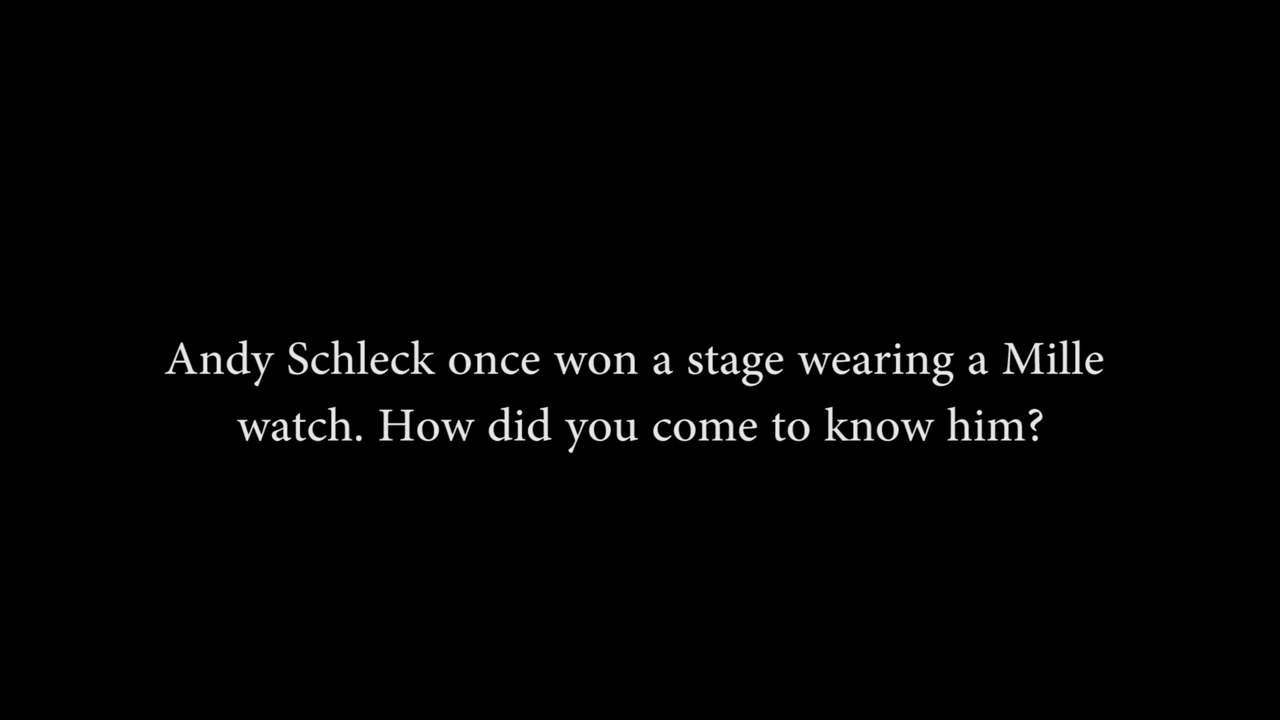 Andy Schleck once won a stage wearing a Mille
watch. How did you come to know him?